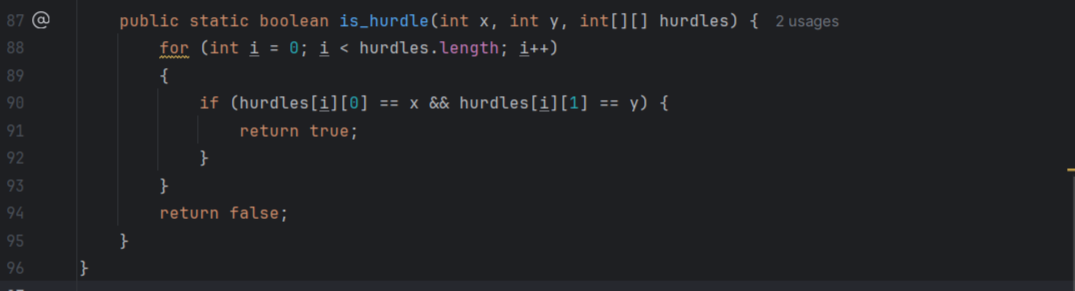 87 @ public static boolean is_hurdle(int x, int y, int[][] hurdles) { 2 usages
88 for (int i = 0; i < hurdles.length; i++)
89 {
90 if (hurdles[i][0] == x && hurdles[i][1] == y) {
91 return true;
92 }
93 }
94 return false;
95 }
96 }